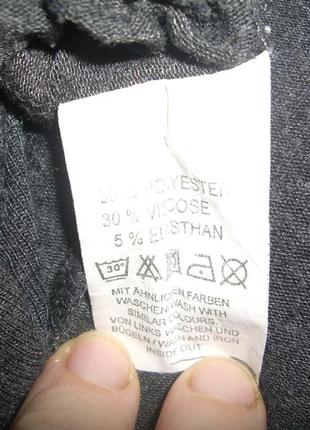 POLYESTER
30 % VISCOSE
5 % ELASTHAN
30°
MIT ÄHNLICHEN FARBEN
WASCHEN/WASH WITH
SIMILAR COLOURS.
VON LINKS WASCHEN UND
BÜGELN / WASH AND IRON
INSIDE OUT